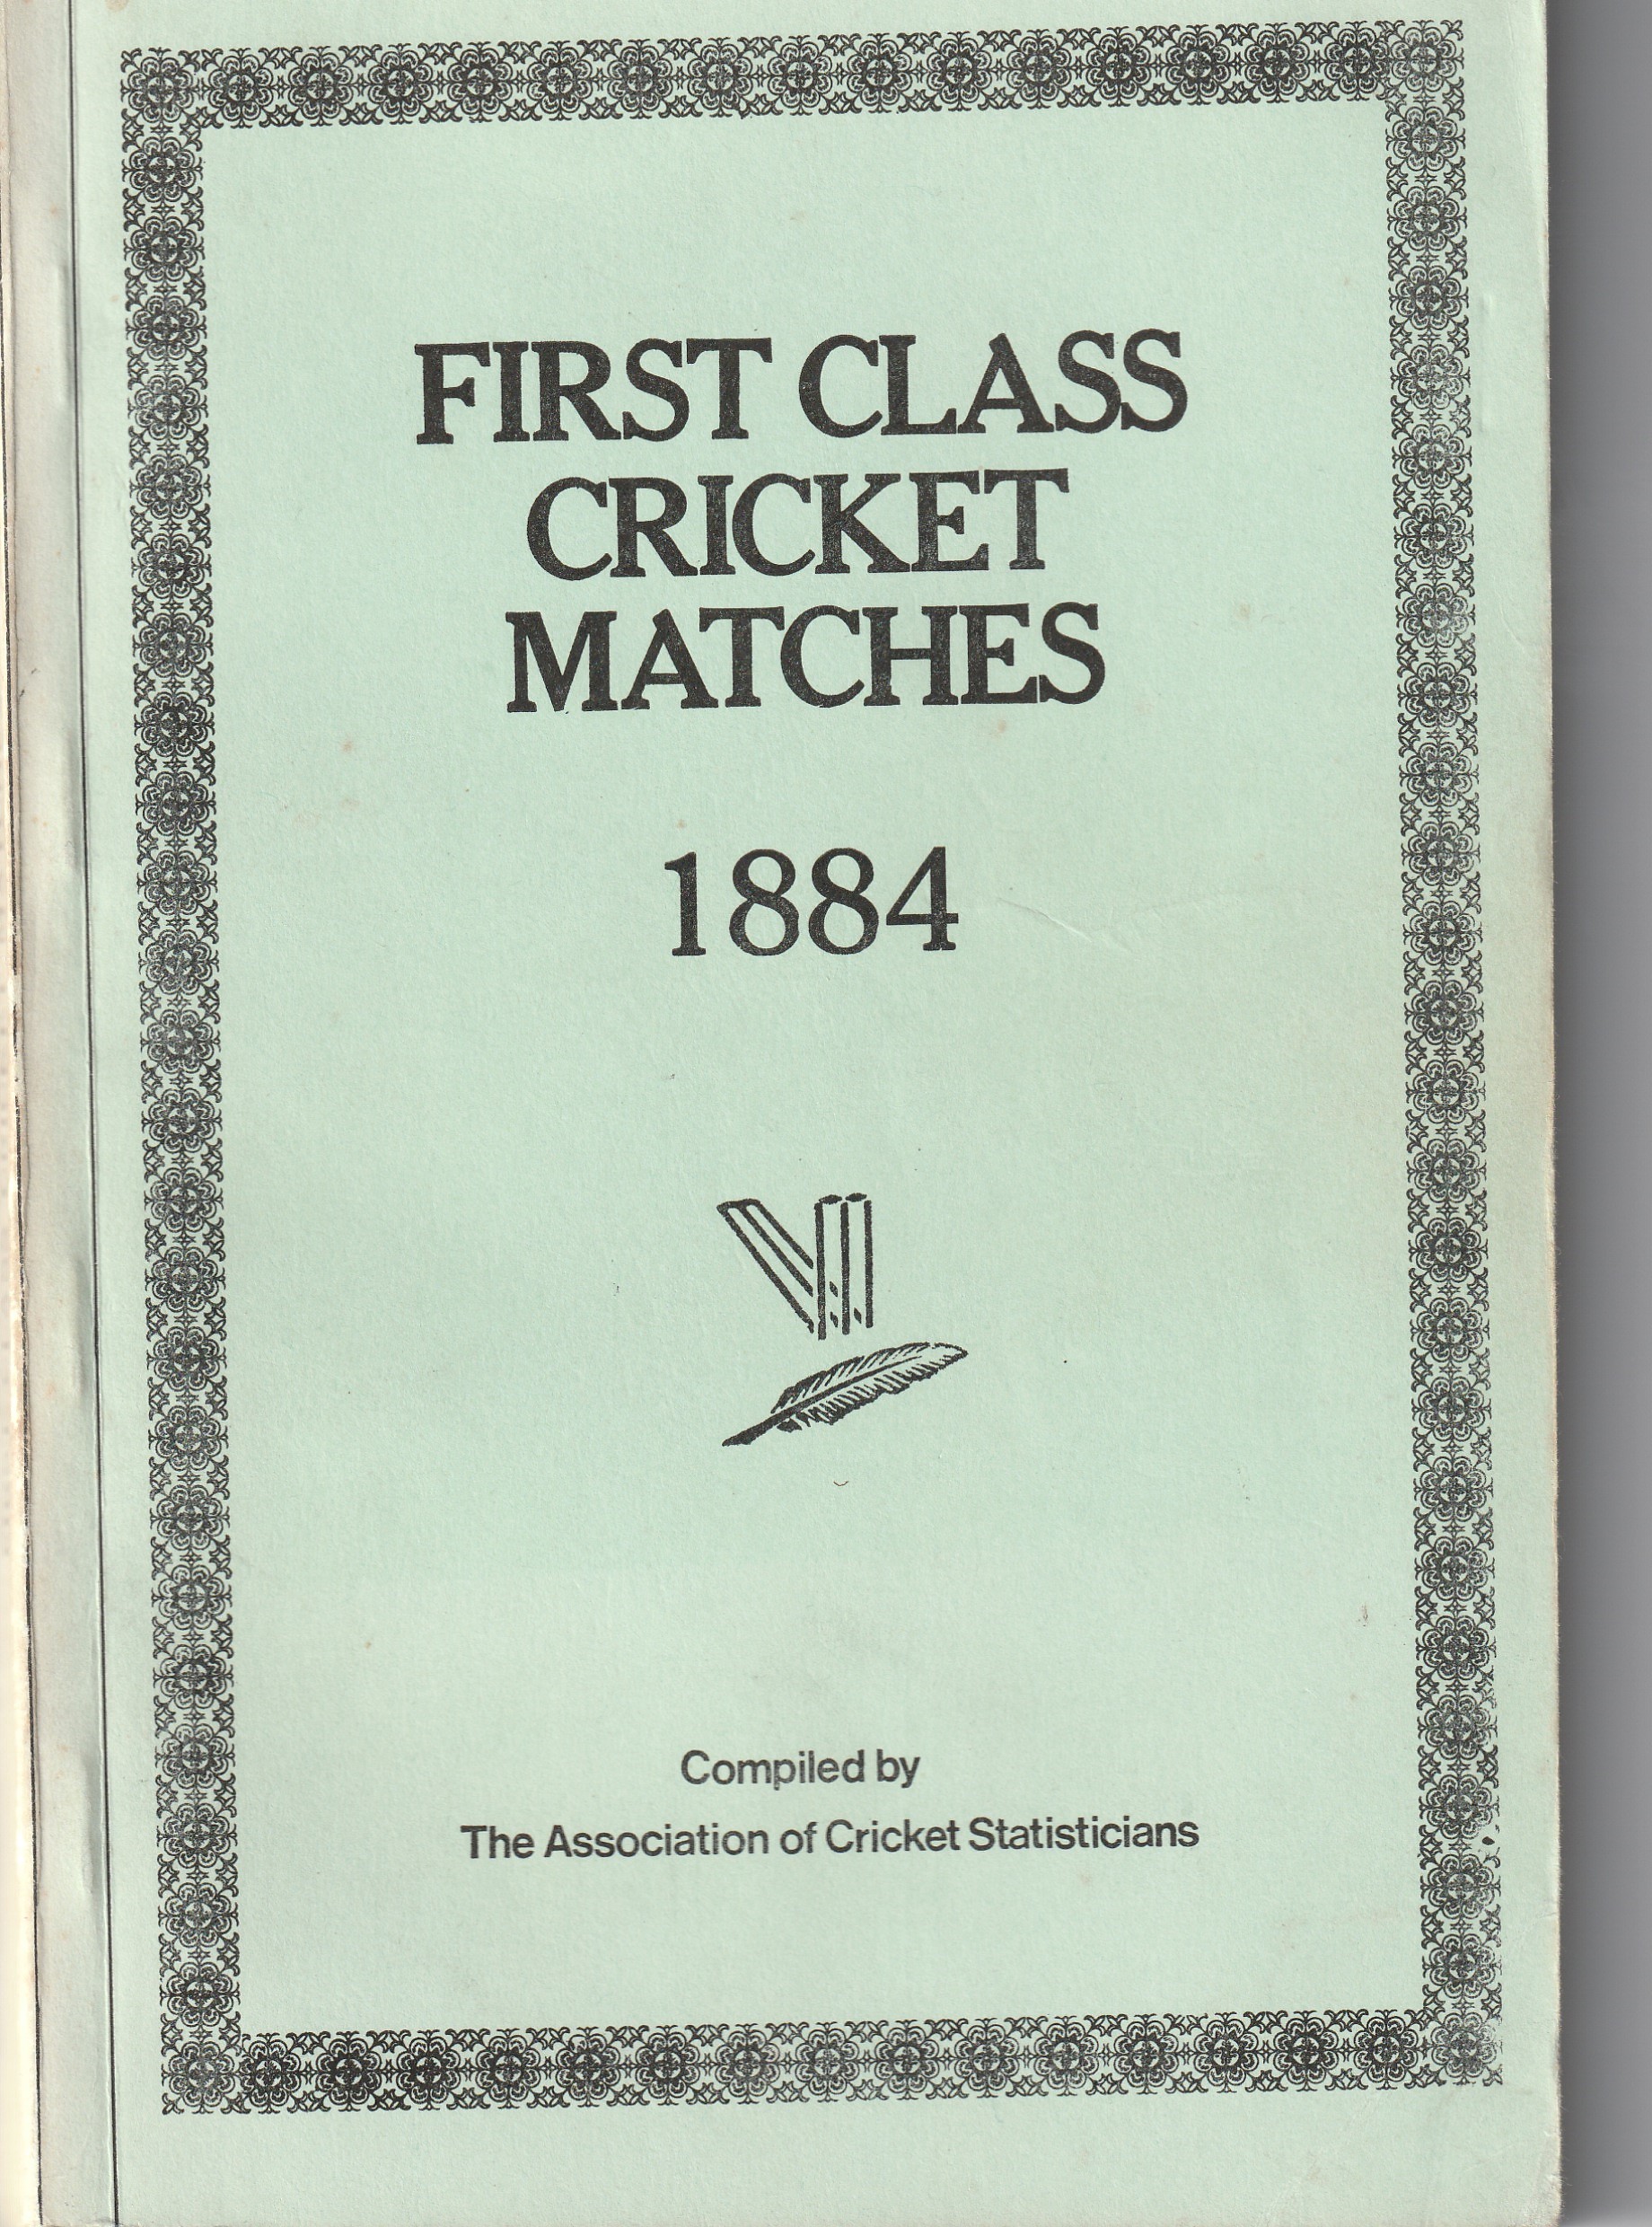 FIRST CLASS
CRICKET
MATCHES
1884
Compiled by
The Association of Cricket Statisticians